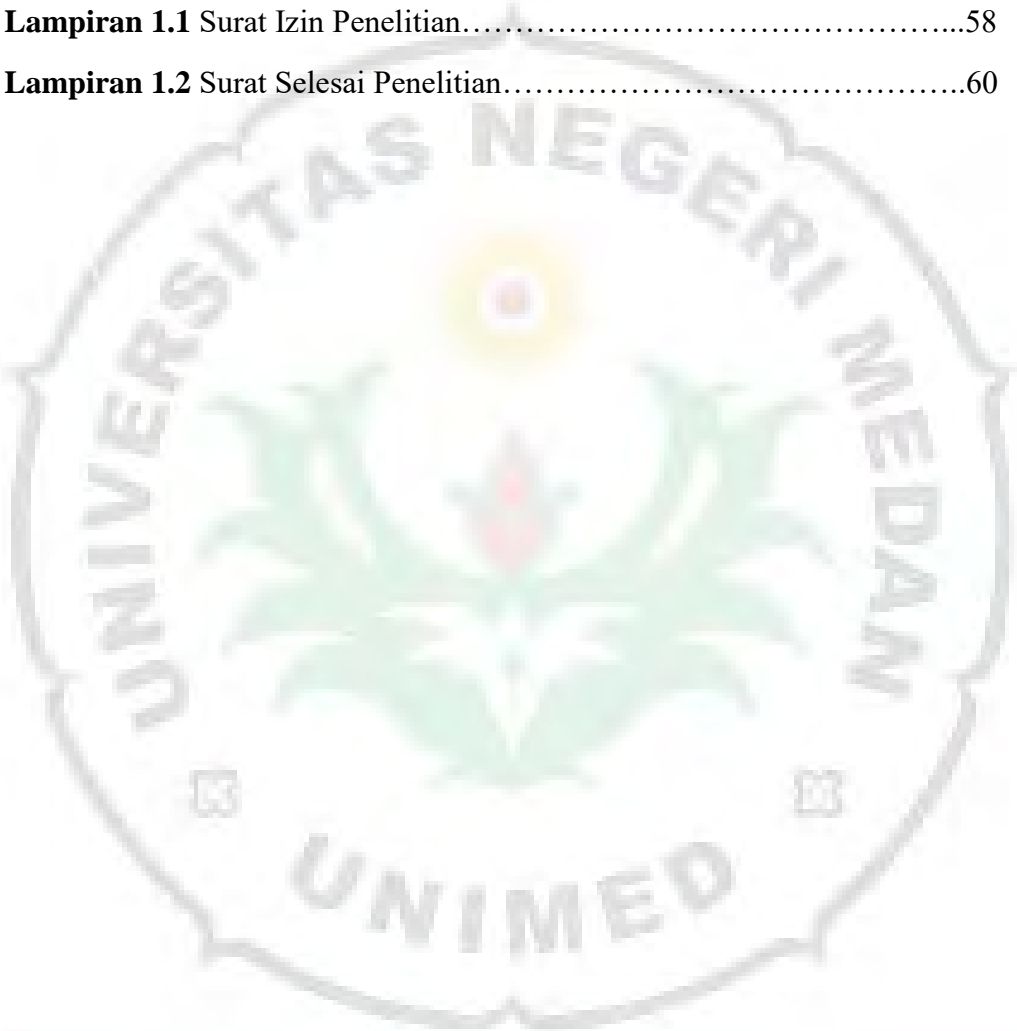 Lampiran 1.1 Surat Izin Penelitian…………………………………………...58
Lampiran 1.2 Surat Selesai Penelitian……………………………………..60
UNIVERSITAS NEGERI MEDAN
UNIMED